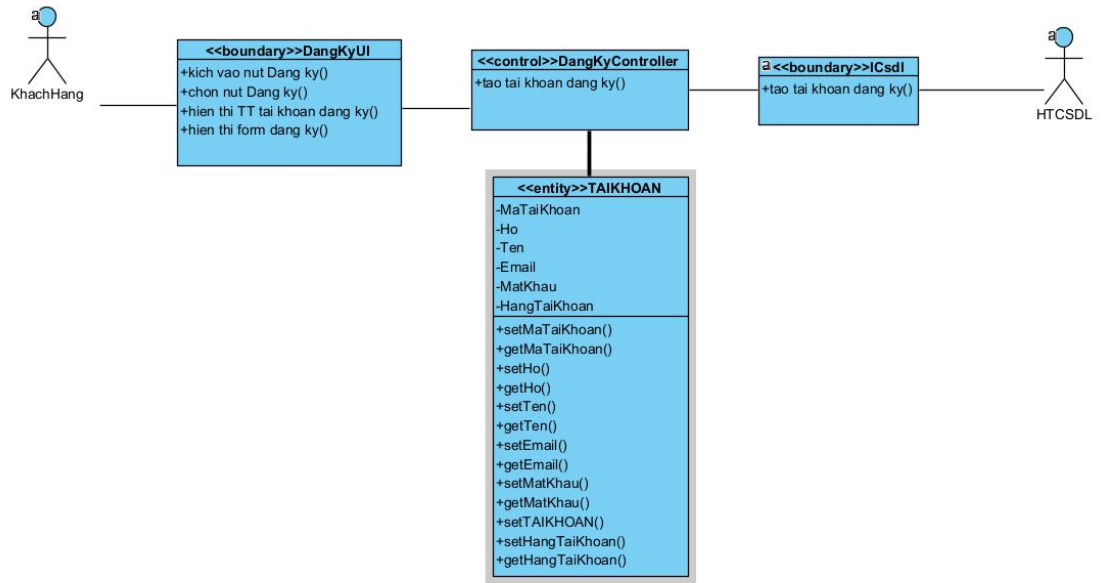 a
KhachHang
<<boundary>>DangKyUI
+kich vao nut Dang ky()
+chon nut Dang ky()
+hien thi TT tai khoan dang ky()
+hien thi form dang ky()
<<control>>DangKyController
+tao tai khoan dang ky()
a
<<boundary>>ICsdl
+tao tai khoan dang ky()
a
HTCSDL
<<entity>>TAIKHOAN
-MaTaiKhoan
-Ho
-Ten
-Email
-MatKhau
-HangTaiKhoan
+setMaTaiKhoan()
+getMaTaiKhoan()
+setHo()
+getHo()
+setTen()
+getTen()
+setEmail()
+getEmail()
+setMatKhau()
+getMatKhau()
+setTAIKHOAN()
+setHangTaiKhoan()
+getHangTaiKhoan()